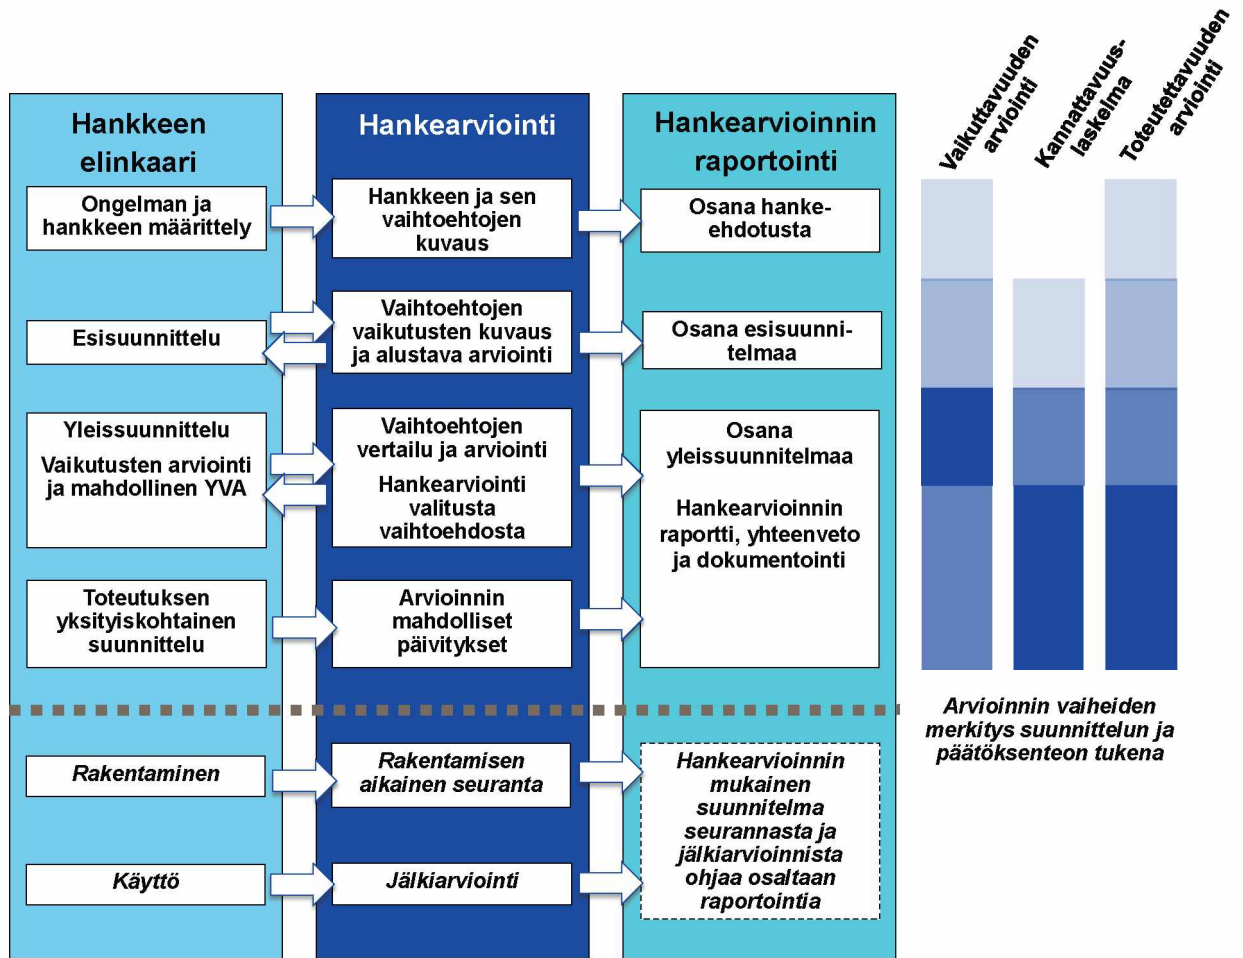 Hankkeen
elinkaari
Ongelman ja
hankkeen määrittely
Esisuunnittelu
Yleissuunnittelu
Vaikutusten arviointi
ja mahdollinen YVA
Toteutuksen
yksityiskohtainen
suunnittelu
Rakentaminen
Käyttö
Hankearviointi
Hankkeen ja sen
vaihtoehtojen
kuvaus
Vaihtoehtojen
vaikutusten kuvaus
ja alustava arviointi
Vaihtoehtojen
vertailu ja arviointi
Hankearviointi
valitusta
vaihtoehdosta
Arvioinnin
mahdolliset
päivitykset
Rakentamisen
aikainen seuranta
Jälkiarviointi
Hankearvioinnin
raportointi
Osana hanke-
ehdotusta
Osana esisuunni-
telmaa
Osana
yleissuunnitelmaa
Hankearvioinnin
raportti, yhteenveto
ja dokumentointi
Hankearvioinnin
mukainen
suunnitelma
seurannasta ja
jälkiarvioinnista
ohjaa osaltaan
raportointia
Vaikuttavuuden
arviointi
Kannattavuus-
laskelma
Toteutettavuuden
arviointi
Arvioinnin vaiheiden
merkitys suunnittelun ja
päätöksenteon tukena